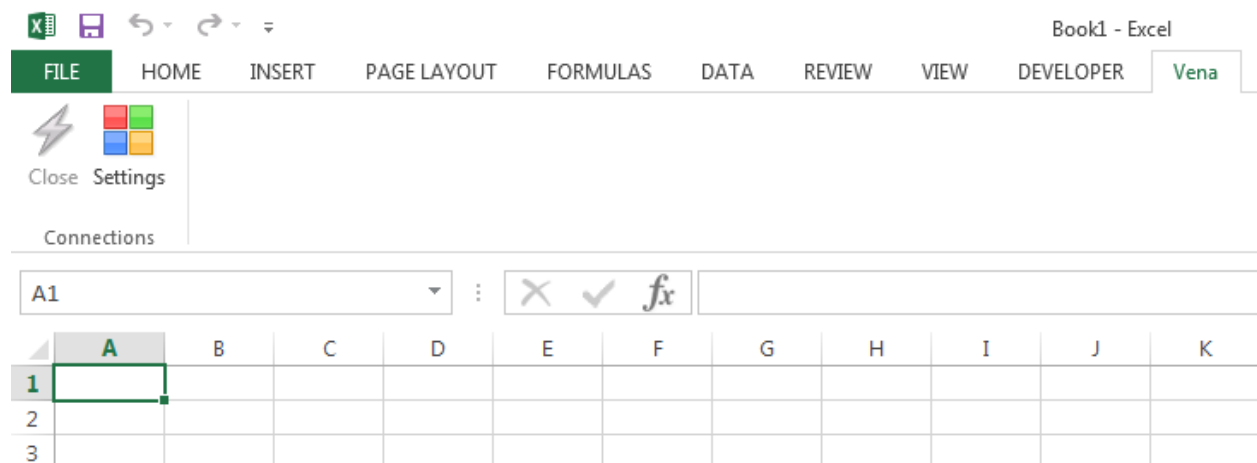 Book1 - Excel
FILE HOME INSERT PAGE LAYOUT FORMULAS DATA REVIEW VIEW DEVELOPER Vena
Close Settings
Connections
A1 fx
A B C D E F G H I J K
1
2
3